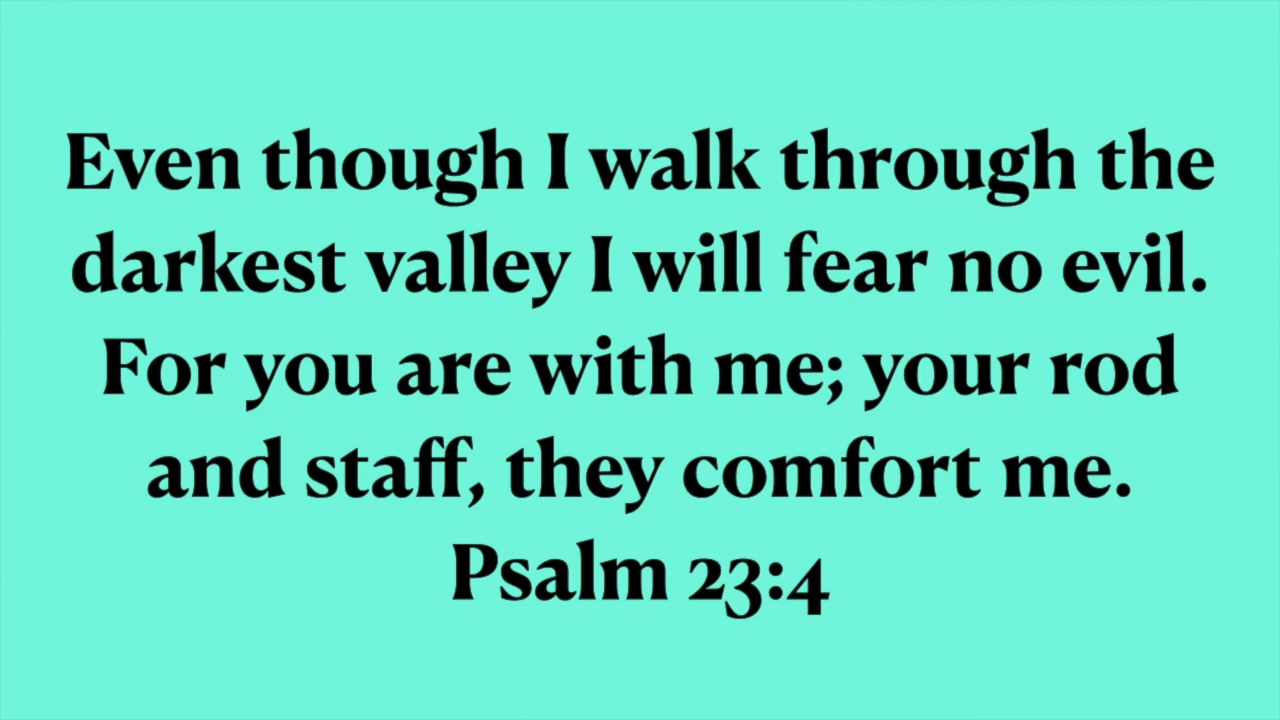 Even though I walk through the
darkest valley I will fear no evil.
For you are with me; your rod
and staff, they comfort me.
Psalm 23:4